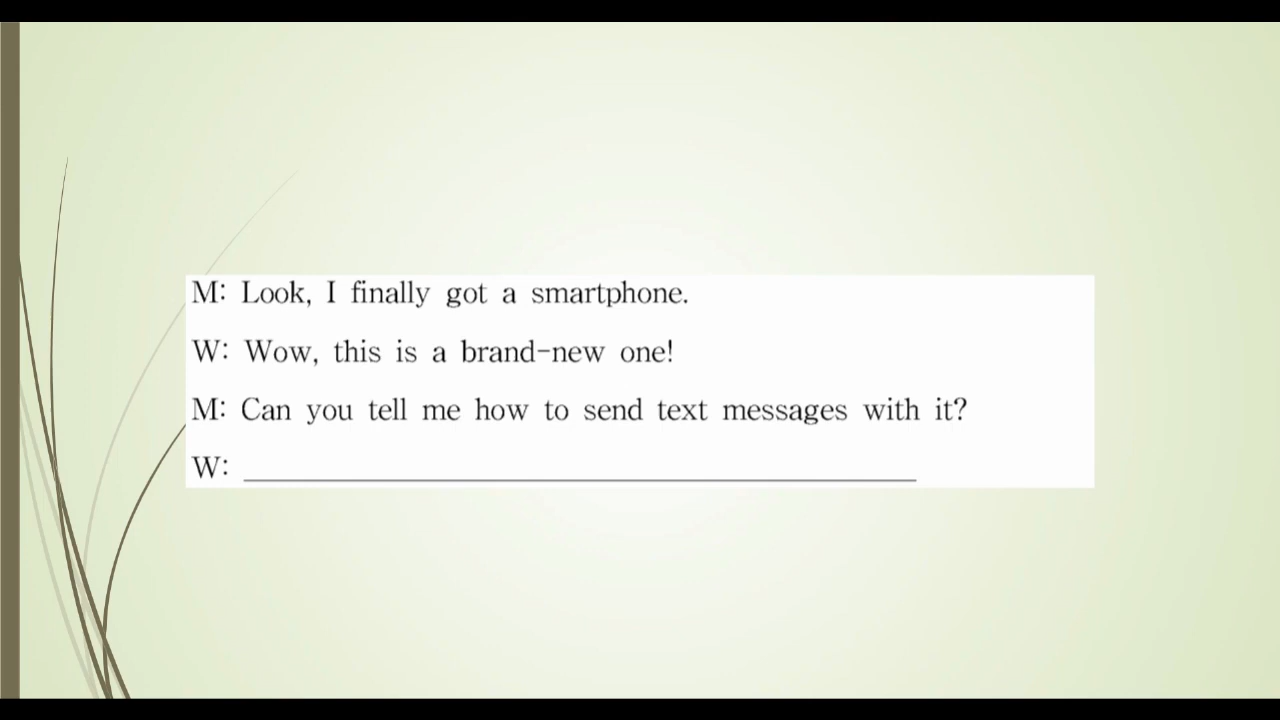 M: Look, I finally got a smartphone.
W: Wow, this is a brand-new one!
M: Can you tell me how to send text messages with it?
W: ________________________________